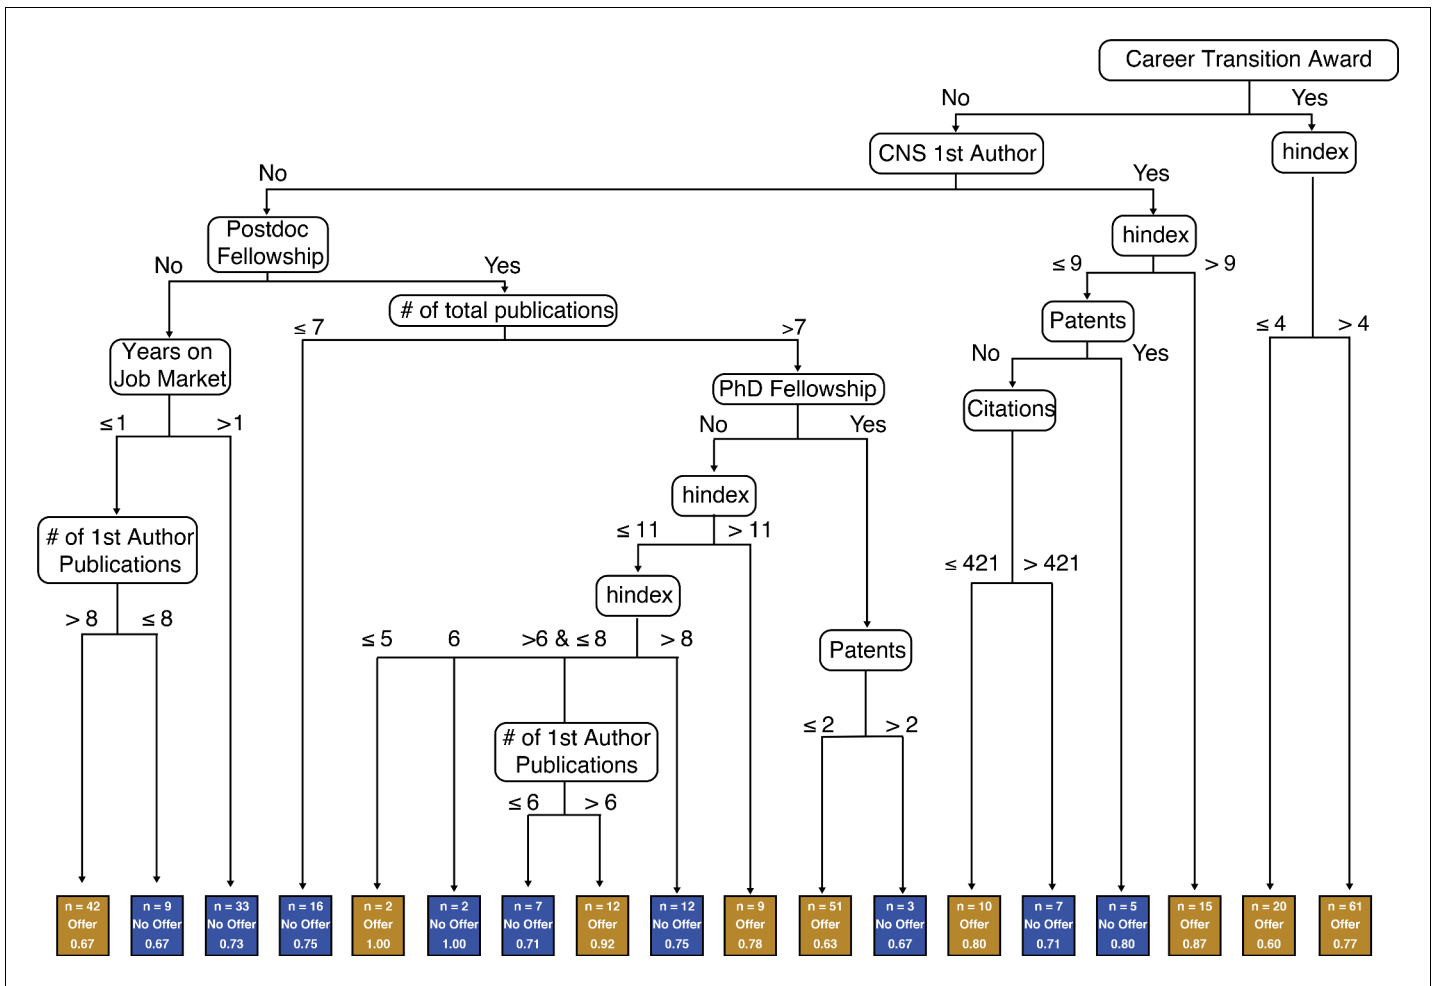 Career Transition Award
No
Yes
CNS 1st Author
hindex
No
Yes
Postdoc
Fellowship
hindex
No
Yes
≤ 9
> 9
# of total publications
Patents
≤ 7
>7
≤ 4
> 4
Years on
Job Market
No
Yes
PhD Fellowship
Citations
≤1
>1
No
Yes
hindex
# of 1st Author
Publications
≤ 11
> 11
≤ 421
> 421
hindex
> 8
≤ 8
≤ 5
6
>6 & ≤ 8
> 8
Patents
# of 1st Author
Publications
≤ 2
> 2
≤ 6
> 6
n = 42
Offer
0.67
n = 9
No Offer
0.67
n = 33
No Offer
0.73
n = 16
No Offer
0.75
n = 2
Offer
1.00
n = 2
No Offer
1.00
n = 7
No Offer
0.71
n = 12
Offer
0.92
n = 12
No Offer
0.75
n = 9
Offer
0.78
n = 51
Offer
0.63
n = 3
No Offer
0.67
n = 10
Offer
0.80
n = 7
No Offer
0.71
n = 5
No Offer
0.80
n = 15
Offer
0.87
n = 20
Offer
0.60
n = 61
Offer
0.77